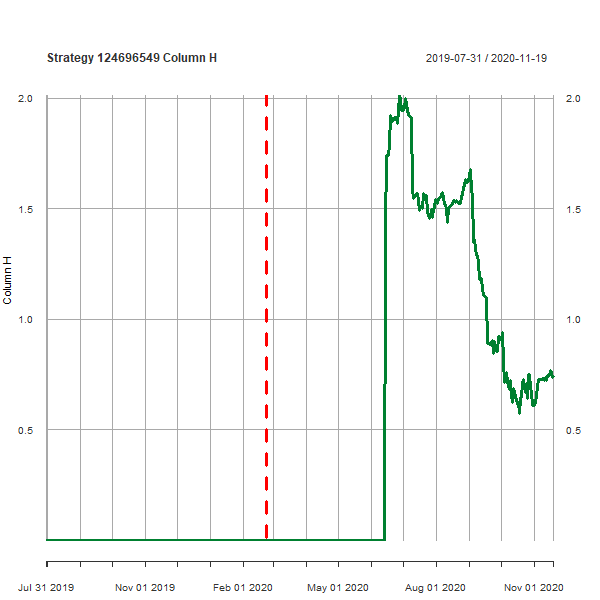 Strategy 124696549 Column H
2019-07-31 / 2020-11-19
2.0
2.0
1.5
1.5
Column H
1.0
1.0
0.5
0.5
Jul 31 2019
Nov 01 2019
Feb 01 2020
May 01 2020
Aug 01 2020
Nov 01 2020